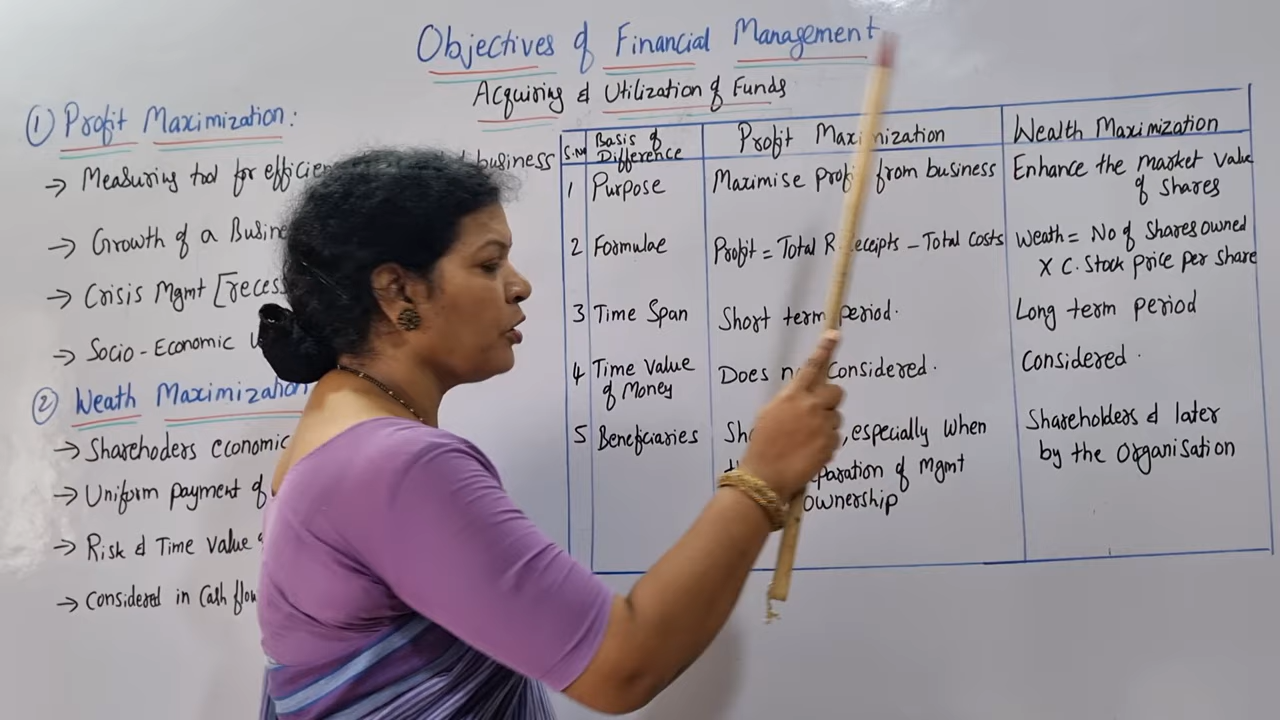 Objectives of Financial Management
Acquiring & Utilization of Funds
① Profit Maximization:
→ Measuring tool for business
→ Growth of a
→ Crisis Mgmt
→ Socio-Economic
② Weath Maximization
→ Sharehoders economic
→ Uniform payment of
→ Risk & Time Value
→ Considered in Cash flow
S.No Basis of Difference Profit Maximization Wealth Maximization
1 Purpose Maximise from business Enhance the market value of shares
2 Formulae Profit = Total – Total Costs Weath = No of Shares owned X C. Stock price per share
3 Time Span Short term period. Long term period
4 Time Value of Money Does Considered. Considered.
5 Beneficiaries , especially when of Mgmt ownership Shareholders & later by the Organisation